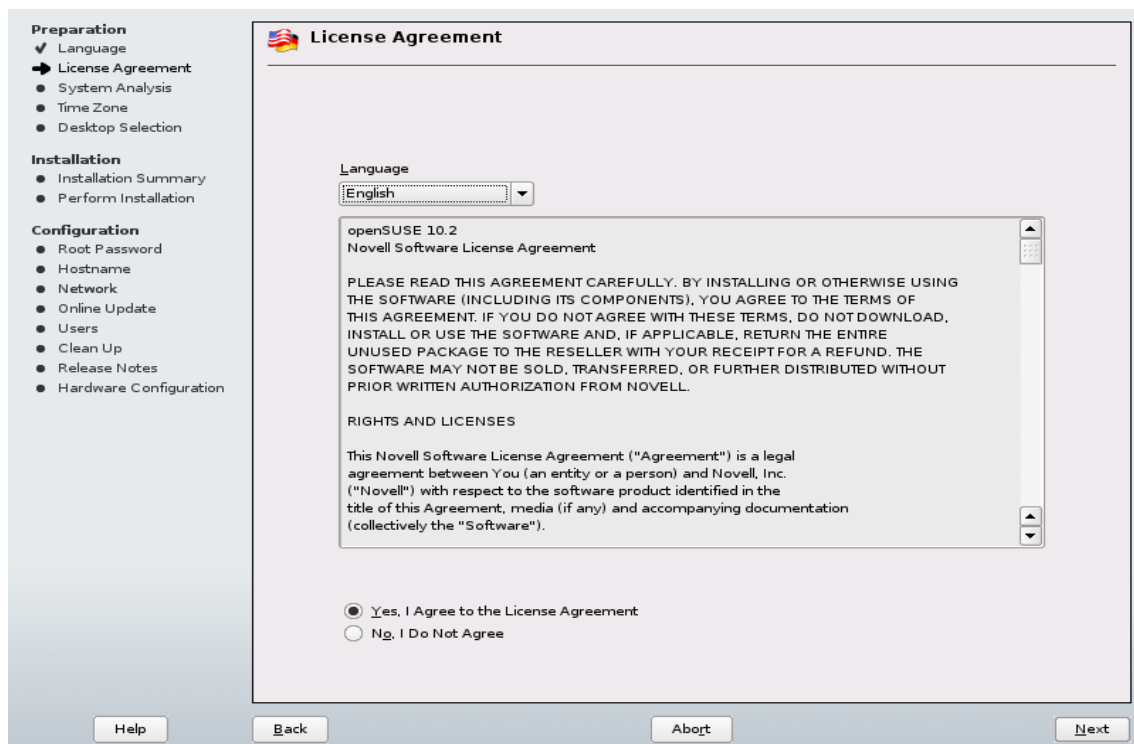 Preparation
Language
License Agreement
System Analysis
Time Zone
Desktop Selection
Installation
Installation Summary
Perform Installation
Configuration
Root Password
Hostname
Network
Online Update
Users
Clean Up
Release Notes
Hardware Configuration
License Agreement
Language
English
openSUSE 10.2
Novell Software License Agreement
PLEASE READ THIS AGREEMENT CAREFULLY. BY INSTALLING OR OTHERWISE USING
THE SOFTWARE (INCLUDING ITS COMPONENTS), YOU AGREE TO THE TERMS OF
THIS AGREEMENT. IF YOU DO NOT AGREE WITH THESE TERMS, DO NOT DOWNLOAD,
INSTALL OR USE THE SOFTWARE AND, IF APPLICABLE, RETURN THE ENTIRE
UNUSED PACKAGE TO THE RESELLER WITH YOUR RECEIPT FOR A REFUND. THE
SOFTWARE MAY NOT BE SOLD, TRANSFERRED, OR FURTHER DISTRIBUTED WITHOUT
PRIOR WRITTEN AUTHORIZATION FROM NOVELL.
RIGHTS AND LICENSES
This Novell Software License Agreement ("Agreement") is a legal
agreement between You (an entity or a person) and Novell, Inc.
("Novell") with respect to the software product identified in the
title of this Agreement, media (if any) and accompanying documentation
(collectively the "Software").
Yes, I Agree to the License Agreement
No, I Do Not Agree
Help
Back
Abort
Next